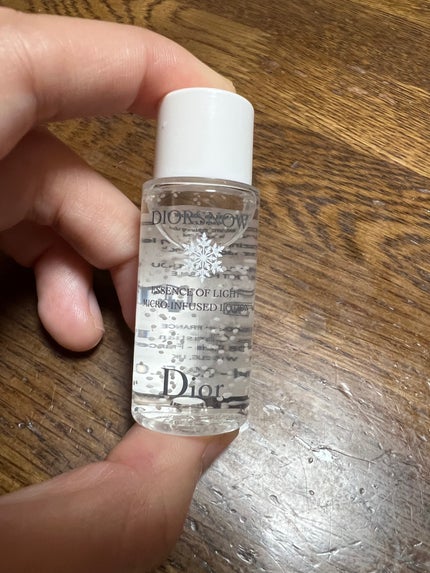 DIORSNOW
ESSENCE OF LIGHT
MICRO-INFUSED LOTION
Dior